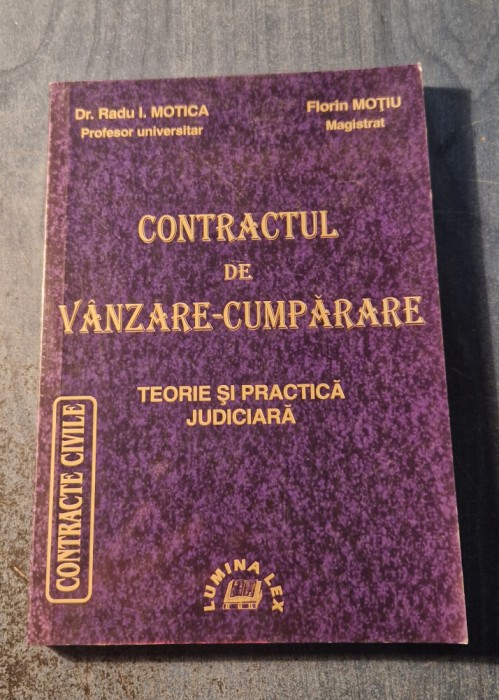 Dr. Radu I. MOTICA
Profesor universitar
Florin MOŢIU
Magistrat
CONTRACTUL
DE
VÂNZARE-CUMPĂRARE
TEORIE ŞI PRACTICĂ
JUDICIARĂ
CONTRACTE CIVILE
LUMINA LEX